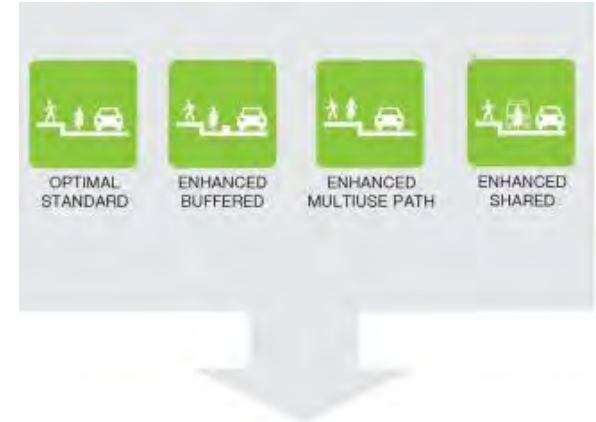 OPTIMAL
STANDARD
ENHANCED
BUFFERED
ENHANCED
MULTIUSE PATH
ENHANCED
SHARED